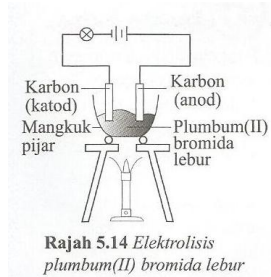 Karbon
(katod)
Karbon
(anod)
Mangkuk
pijar
Plumbum(II)
bromida
lebur
Rajah 5.14 Elektrolisis
plumbum(II) bromida lebur